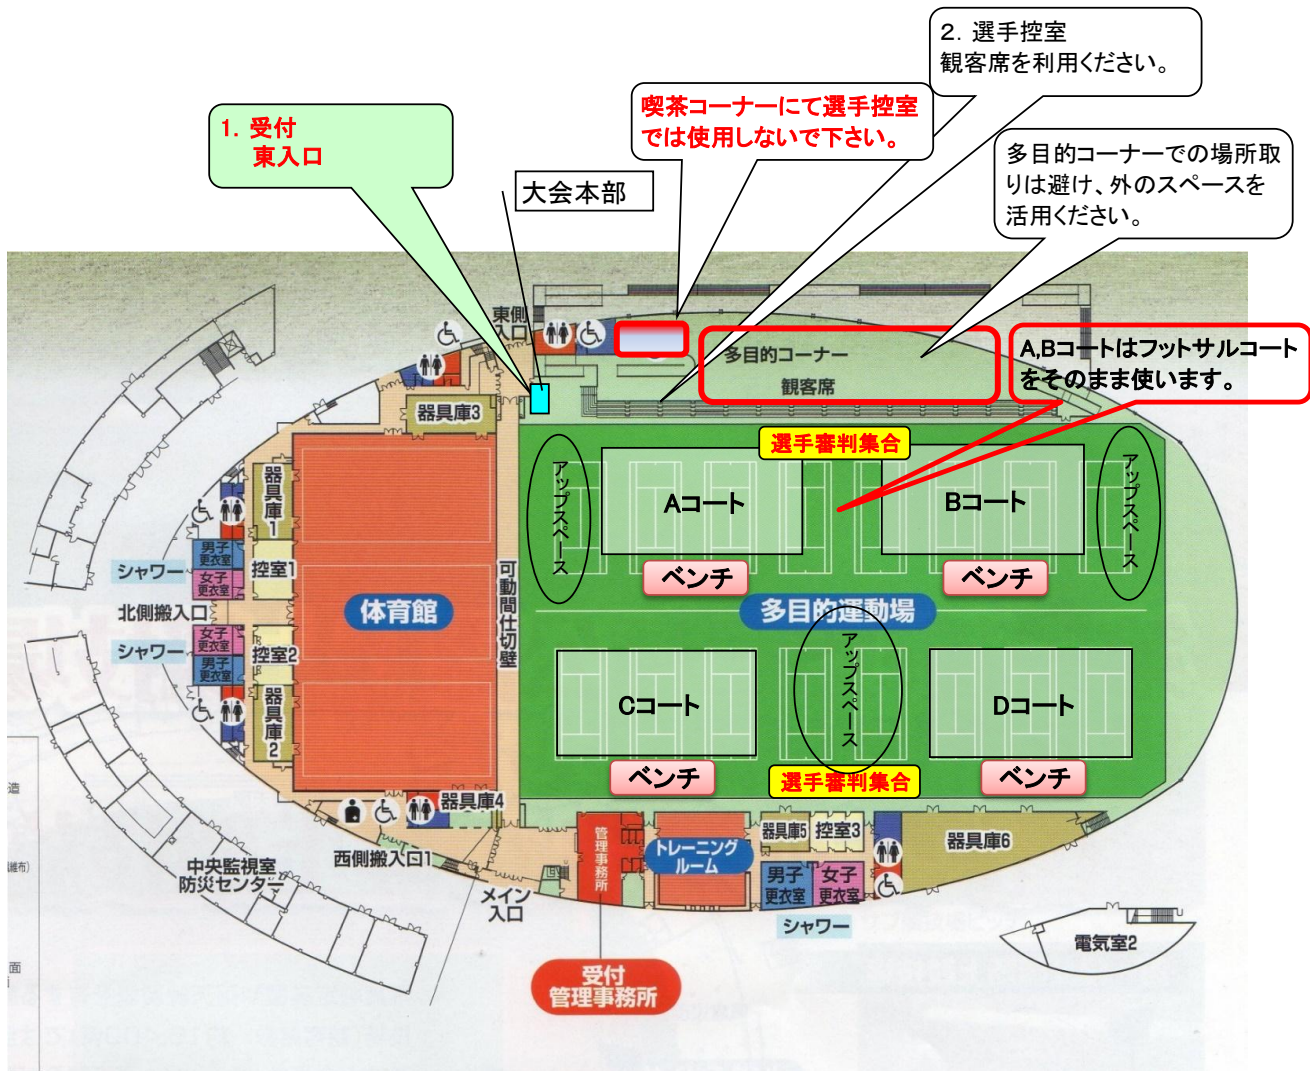 2．選手控室
観客席を利用ください。
喫茶コーナーにて選手控室
では使用しないで下さい。
1．受付
東入口
多目的コーナーでの場所取
りは避け、外のスペースを
活用ください。
大会本部
東側
入口
多目的コーナー
観客席
A,Bコートはフットサルコート
をそのまま使います。
器具庫3
選手審判集合
アップスペース
Aコート
Bコート
アップスペース
器具庫1
男子
更衣室
シャワー
女子
更衣室
控室1
ベンチ
ベンチ
北側搬入口
体育館
可動間仕切壁
多目的運動場
女子
更衣室
シャワー
男子
更衣室
控室2
器具庫2
アップスペース
Cコート
Dコート
ベンチ
選手審判集合
ベンチ
造
器具庫4
西側搬入口1
中央監視室
防災センター
メイン
入口
管理事務所
トレーニング
ルーム
器具庫5
控室3
器具庫6
男子
更衣室
女子
更衣室
シャワー
電気室2
面
受付
管理事務所